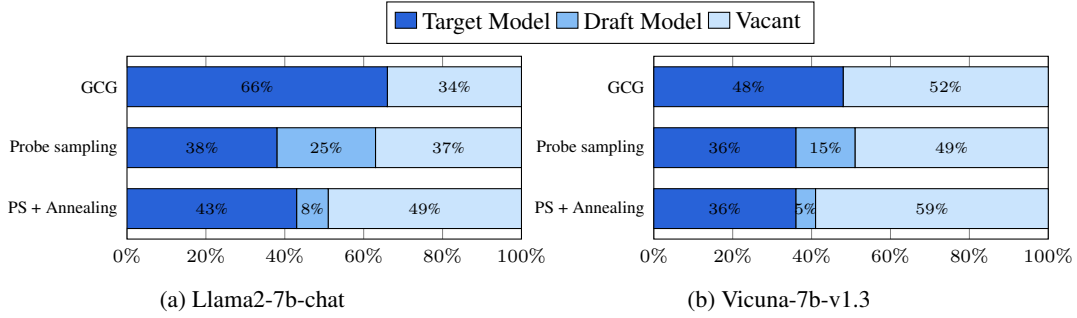 Target Model Draft Model Vacant
GCG 66% 34%
Probe sampling 38% 25% 37%
PS + Annealing 43% 8% 49%
0% 20% 40% 60% 80% 100%
(a) Llama2-7b-chat
GCG 48% 52%
Probe sampling 36% 15% 49%
PS + Annealing 36% 5% 59%
0% 20% 40% 60% 80% 100%
(b) Vicuna-7b-v1.3